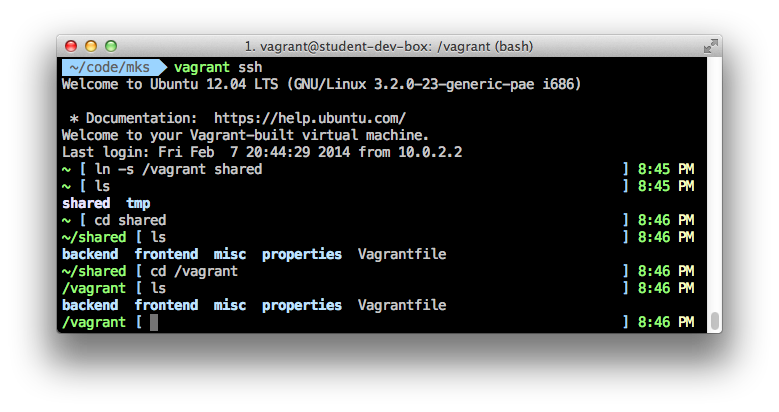 1. vagrant@student-dev-box: /vagrant (bash)
~/code/mks vagrant ssh
Welcome to Ubuntu 12.04 LTS (GNU/Linux 3.2.0-23-generic-pae i686)
* Documentation:  https://help.ubuntu.com/
Welcome to your Vagrant-built virtual machine.
Last login: Fri Feb  7 20:44:29 2014 from 10.0.2.2
~ [ ln -s /vagrant shared ] 8:45 PM
~ [ ls ] 8:45 PM
shared  tmp
~ [ cd shared ] 8:46 PM
~/shared [ ls ] 8:46 PM
backend  frontend  misc  properties  Vagrantfile
~/shared [ cd /vagrant ] 8:46 PM
/vagrant [ ls ] 8:46 PM
backend  frontend  misc  properties  Vagrantfile
/vagrant [ ] 8:46 PM